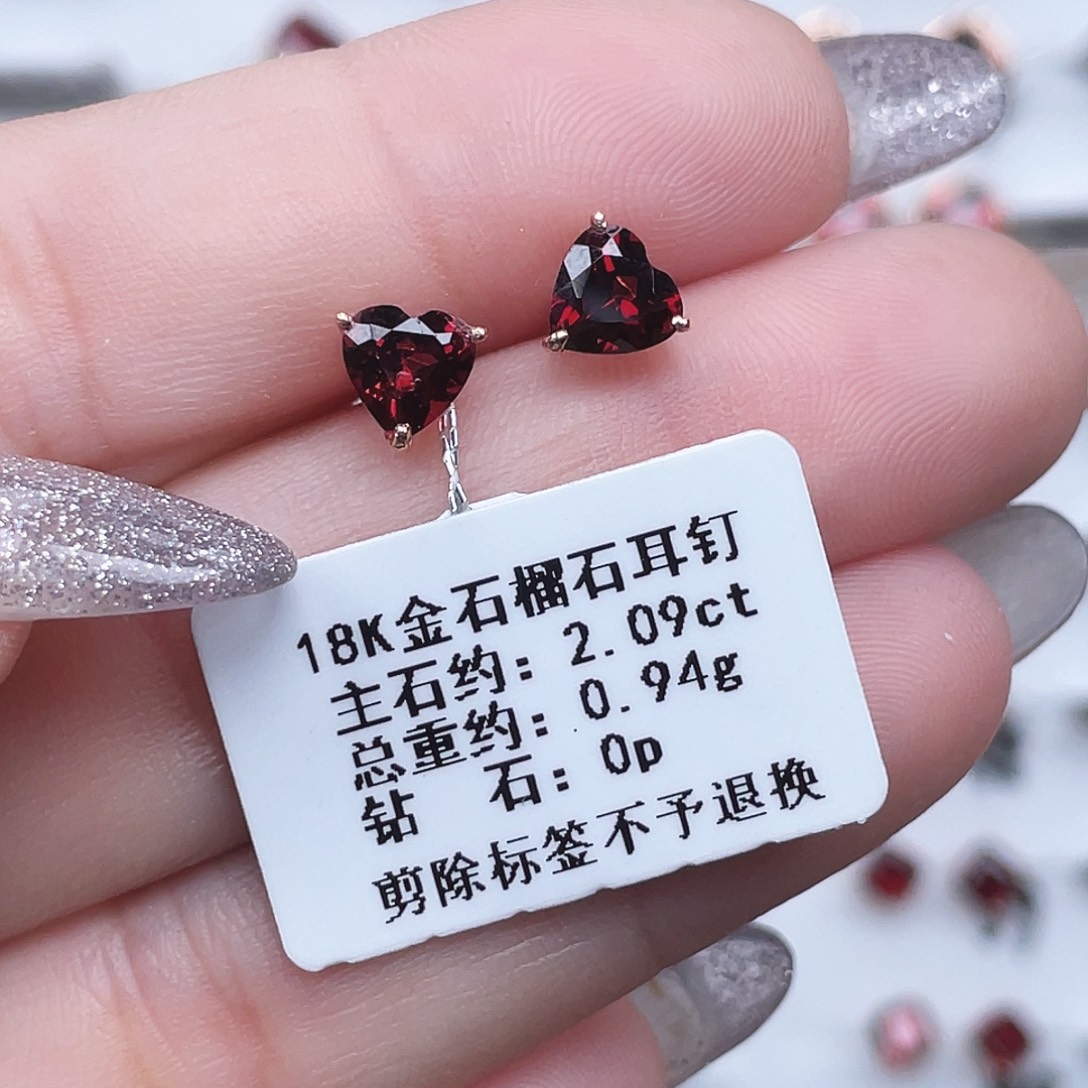 18K金石榴石耳钉
主石约：2.09ct
总重约：0.94g
钻 石：0p
剪除标签不予退换